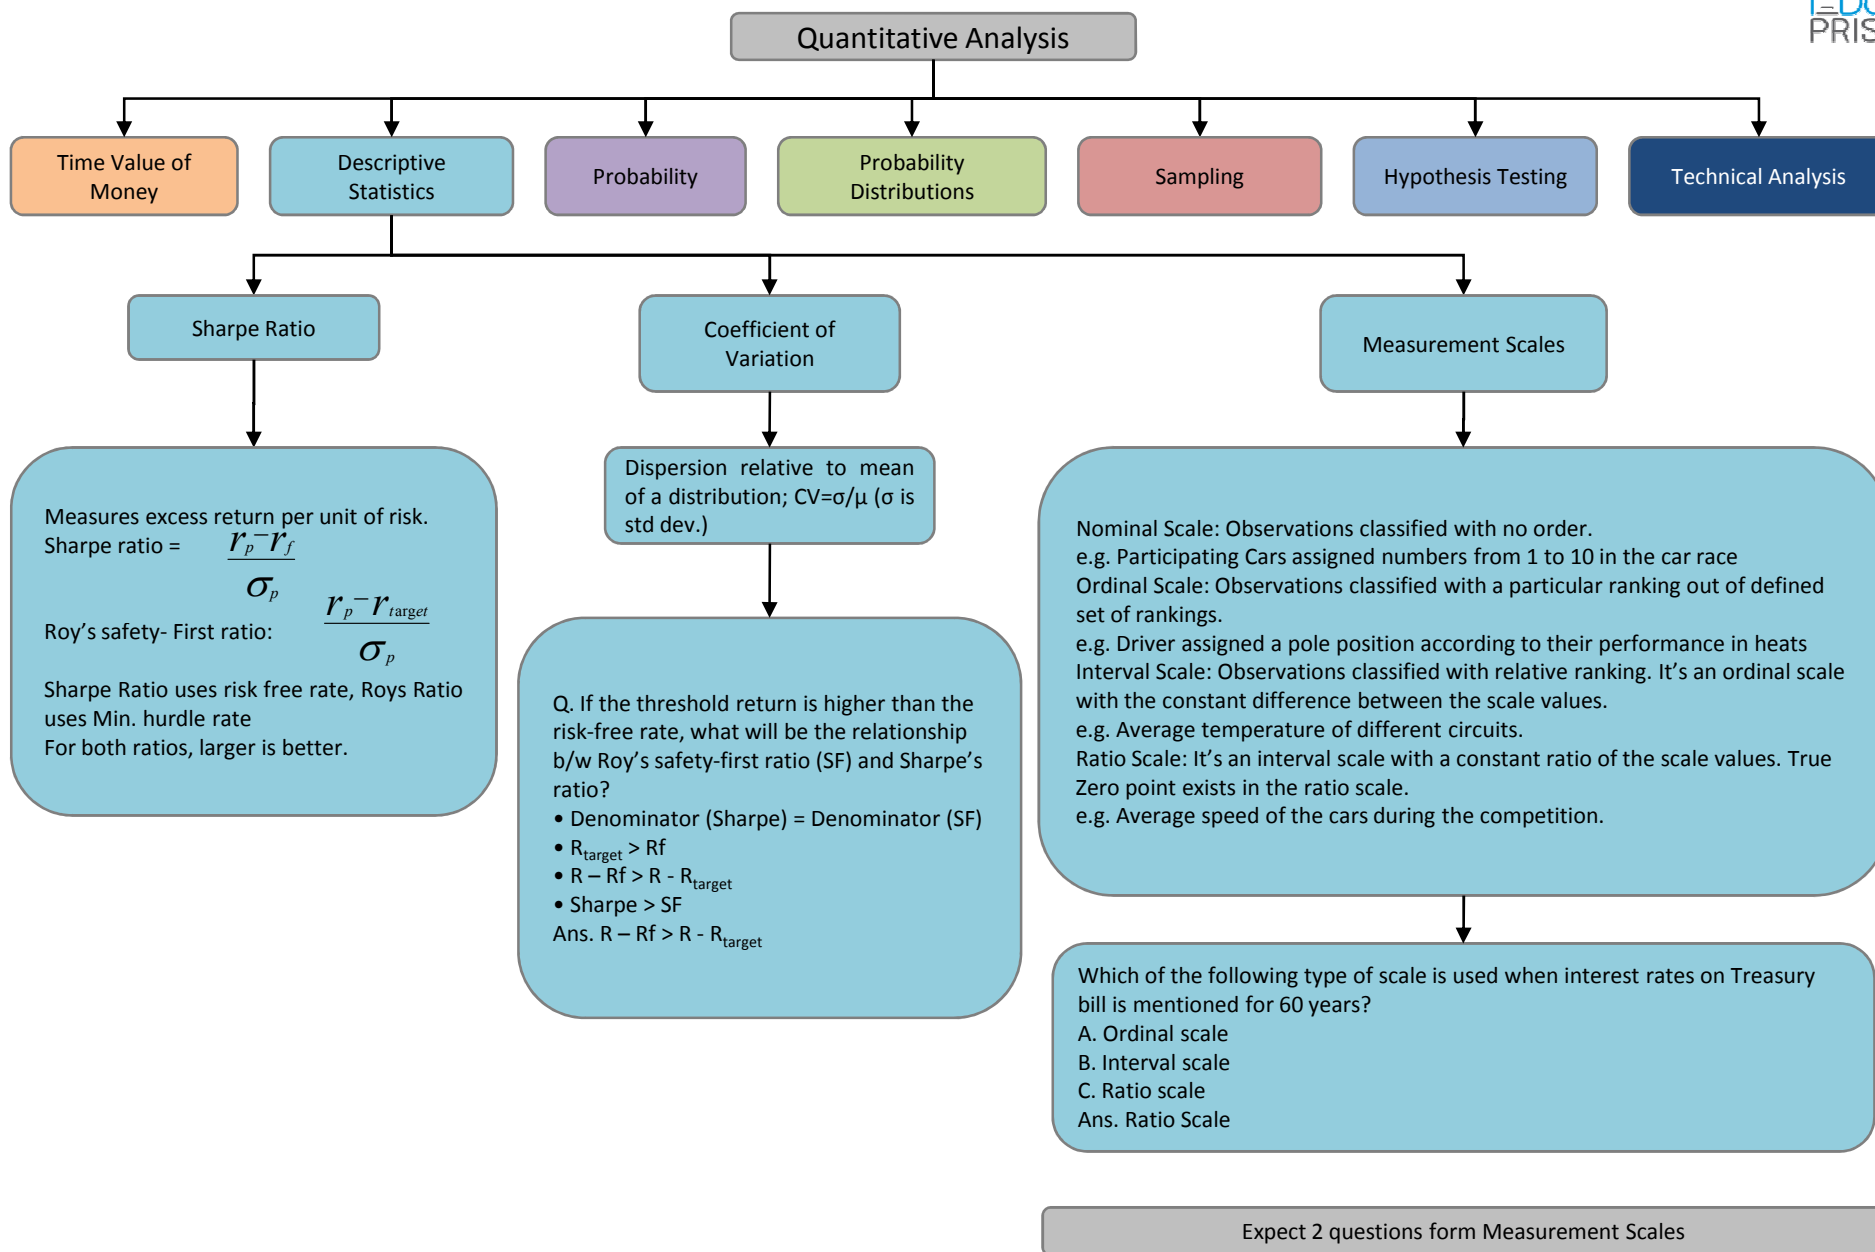 Quantitative Analysis
Time Value of
Money
Descriptive
Statistics
Probability
Probability
Distributions
Sampling
Hypothesis Testing
Technical Analysis
Sharpe Ratio
Coefficient of
Variation
Measurement Scales
Measures excess return per unit of risk.
Sharpe ratio = (r_p − r_f) / σ_p
Roy’s safety- First ratio: (r_p − r_target) / σ_p
Sharpe Ratio uses risk free rate, Roys Ratio
uses Min. hurdle rate
For both ratios, larger is better.
Dispersion relative to mean
of a distribution; CV=σ/μ (σ is
std dev.)
Q. If the threshold return is higher than the
risk-free rate, what will be the relationship
b/w Roy’s safety-first ratio (SF) and Sharpe’s
ratio?
• Denominator (Sharpe) = Denominator (SF)
• R_target > Rf
• R – Rf > R - R_target
• Sharpe > SF
Ans. R – Rf > R - R_target
Nominal Scale: Observations classified with no order.
e.g. Participating Cars assigned numbers from 1 to 10 in the car race
Ordinal Scale: Observations classified with a particular ranking out of defined
set of rankings.
e.g. Driver assigned a pole position according to their performance in heats
Interval Scale: Observations classified with relative ranking. It’s an ordinal scale
with the constant difference between the scale values.
e.g. Average temperature of different circuits.
Ratio Scale: It’s an interval scale with a constant ratio of the scale values. True
Zero point exists in the ratio scale.
e.g. Average speed of the cars during the competition.
Which of the following type of scale is used when interest rates on Treasury
bill is mentioned for 60 years?
A. Ordinal scale
B. Interval scale
C. Ratio scale
Ans. Ratio Scale
Expect 2 questions form Measurement Scales